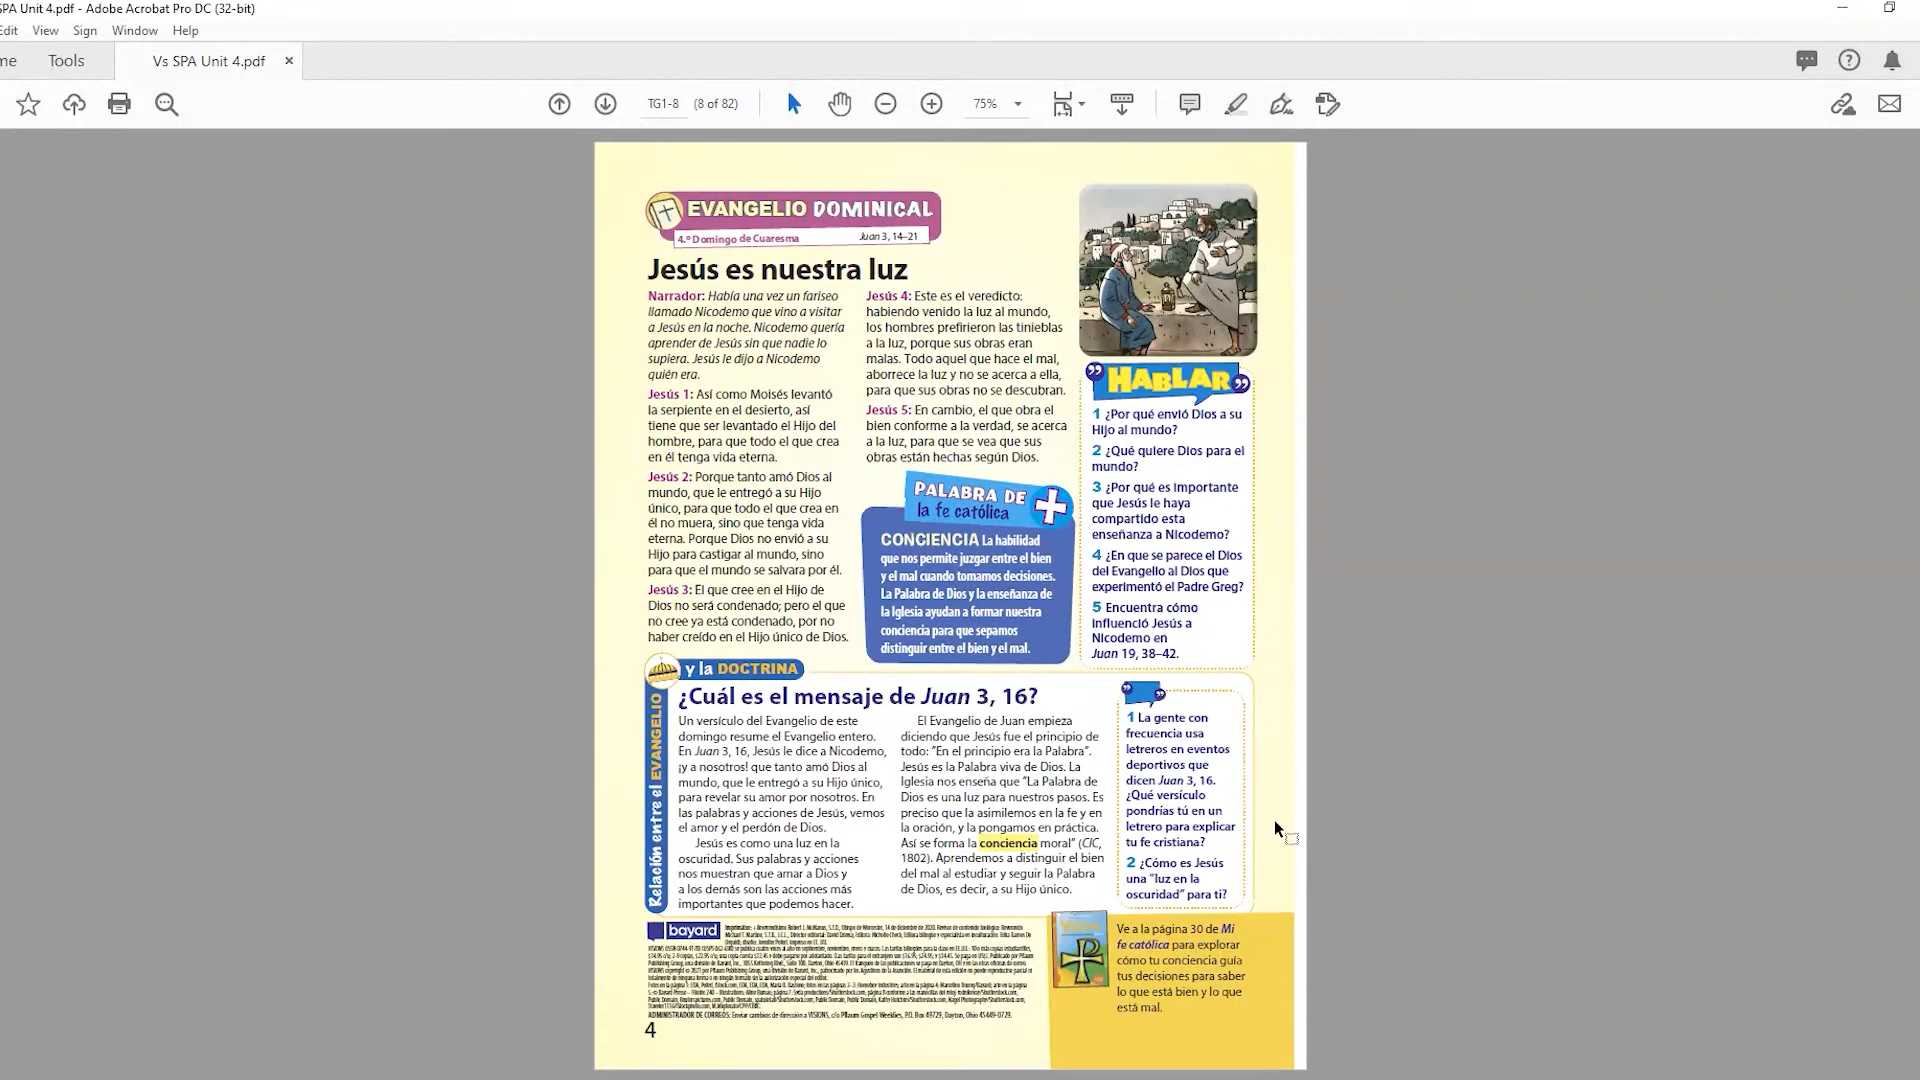 SPA Unit 4.pdf - Adobe Acrobat Pro DC (32-bit)
Edit View Sign Window Help
me Tools Vs SPA Unit 4.pdf ×
TG1-8 (8 of 82) 75%
EVANGELIO DOMINICAL
4.º Domingo de Cuaresma Juan 3, 14–21
Jesús es nuestra luz
Narrador: Había una vez un fariseo
llamado Nicodemo que vino a visitar
a Jesús en la noche. Nicodemo quería
aprender de Jesús sin que nadie lo
supiera. Jesús le dijo a Nicodemo
quién era.
Jesús 1: Así como Moisés levantó
la serpiente en el desierto, así
tiene que ser levantado el Hijo del
hombre, para que todo el que crea
en él tenga vida eterna.
Jesús 2: Porque tanto amó Dios al
mundo, que le entregó a su Hijo
único, para que todo el que crea en
él no muera, sino que tenga vida
eterna. Porque Dios no envió a su
Hijo para castigar al mundo, sino
para que el mundo se salvara por él.
Jesús 3: El que cree en el Hijo de
Dios no será condenado; pero el que
no cree ya está condenado, por no
haber creído en el Hijo único de Dios.
Jesús 4: Este es el veredicto:
habiendo venido la luz al mundo,
los hombres prefirieron las tinieblas
a la luz, porque sus obras eran
malas. Todo aquel que hace el mal,
aborrece la luz y no se acerca a ella,
para que sus obras no se descubran.
Jesús 5: En cambio, el que obra el
bien conforme a la verdad, se acerca
a la luz, para que se vea que sus
obras están hechas según Dios.
PALABRA DE
la fe católica
CONCIENCIA La habilidad
que nos permite juzgar entre el bien
y el mal cuando tomamos decisiones.
La Palabra de Dios y la enseñanza de
la Iglesia ayudan a formar nuestra
conciencia para que sepamos
distinguir entre el bien y el mal.
HABLAR
1 ¿Por qué envió Dios a su
Hijo al mundo?
2 ¿Qué quiere Dios para el
mundo?
3 ¿Por qué es importante
que Jesús le haya
compartido esta
enseñanza a Nicodemo?
4 ¿En que se parece el Dios
del Evangelio al Dios que
experimentó el Padre Greg?
5 Encuentra cómo
influenció Jesús a
Nicodemo en
Juan 19, 38–42.
Relación entre el EVANGELIO
y la DOCTRINA
¿Cuál es el mensaje de Juan 3, 16?
Un versículo del Evangelio de este
domingo resume el Evangelio entero.
En Juan 3, 16, Jesús le dice a Nicodemo,
¡y a nosotros! que tanto amó Dios al
mundo, que le entregó a su Hijo único,
para revelar su amor por nosotros. En
las palabras y acciones de Jesús, vemos
el amor y el perdón de Dios.
Jesús es como una luz en la
oscuridad. Sus palabras y acciones
nos muestran que amar a Dios y
a los demás son las acciones más
importantes que podemos hacer.
El Evangelio de Juan empieza
diciendo que Jesús fue el principio de
todo: "En el principio era la Palabra".
Jesús es la Palabra viva de Dios. La
Iglesia nos enseña que "La Palabra de
Dios es una luz para nuestros pasos. Es
preciso que la asimilemos en la fe y en
la oración, y la pongamos en práctica.
Así se forma la conciencia moral" (CIC,
1802). Aprendemos a distinguir el bien
del mal al estudiar y seguir la Palabra
de Dios, es decir, a su Hijo único.
1 La gente con
frecuencia usa
letreros en eventos
deportivos que
dicen Juan 3, 16.
¿Qué versículo
pondrías tú en un
letrero para explicar
tu fe cristiana?
2 ¿Cómo es Jesús
una "luz en la
oscuridad" para ti?
bayard
ADMINISTRADOR DE CORREOS: Enviar cambios de dirección a VISIONS, c/o Pflaum Gospel Weeklies, P.O. Box 49729, Dayton, Ohio 45449-0729.
4
Ve a la página 30 de Mi
fe católica para explorar
cómo tu conciencia guía
tus decisiones para saber
lo que está bien y lo que
está mal.